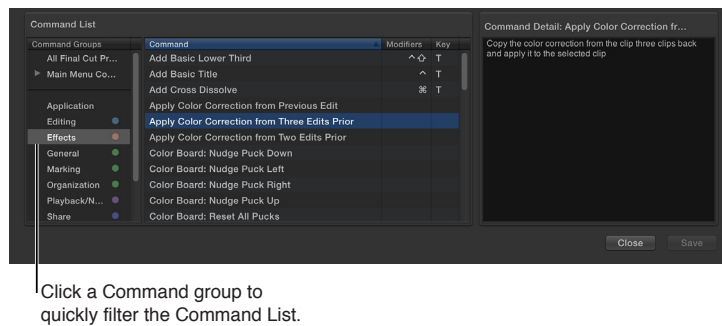 Command List
Command Detail: Apply Color Correction fr...
Command Groups
Command Modifiers Key
Copy the color correction from the clip three clips back
and apply it to the selected clip
All Final Cut Pr...
Add Basic Lower Third ^⇧ T
Main Menu Co...
Add Basic Title ^ T
Add Cross Dissolve ⌘ T
Application
Apply Color Correction from Previous Edit
Editing
Apply Color Correction from Three Edits Prior
Effects
Apply Color Correction from Two Edits Prior
General
Color Board: Nudge Puck Down
Marking
Color Board: Nudge Puck Left
Organization
Color Board: Nudge Puck Right
Playback/N...
Color Board: Nudge Puck Up
Share
Color Board: Reset All Pucks
Close Save
Click a Command group to
quickly filter the Command List.